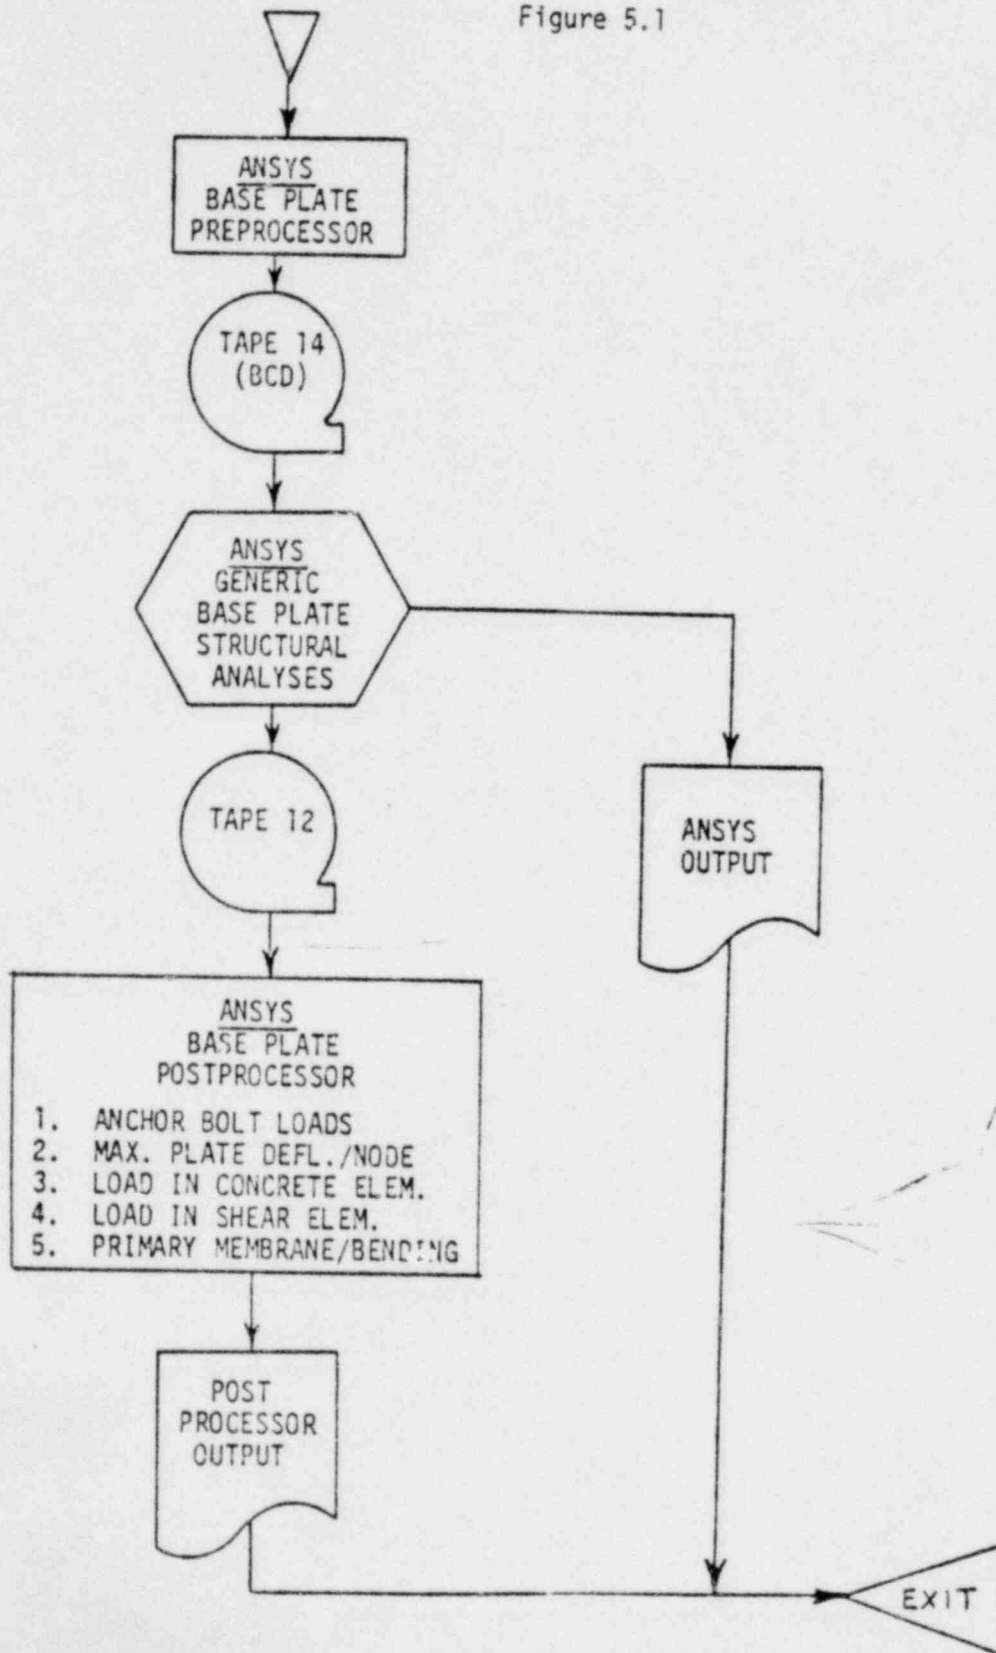 Figure 5.1
ANSYS
BASE PLATE
PREPROCESSOR
TAPE 14
(BCD)
ANSYS
GENERIC
BASE PLATE
STRUCTURAL
ANALYSES
TAPE 12
ANSYS
OUTPUT
ANSYS
BASE PLATE
POSTPROCESSOR
1. ANCHOR BOLT LOADS
2. MAX. PLATE DEFL./NODE
3. LOAD IN CONCRETE ELEM.
4. LOAD IN SHEAR ELEM.
5. PRIMARY MEMBRANE/BENDING
POST
PROCESSOR
OUTPUT
EXIT